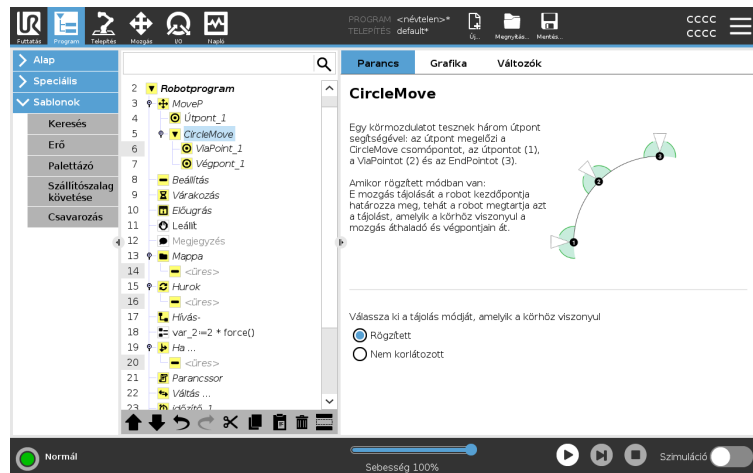 UR
Futtatás
Program
Telepítés
Mozgás
I/O
Napló
PROGRAM <névtelen>*
TELEPÍTÉS default*
Új...
Megnyitás...
Mentés...
CCCC
CCCC
Alap
Speciális
Sablonok
Keresés
Erő
Palettázó
Szállítószalag
követése
Csavarozás
2 Robotprogram
3 MoveP
4 Útpont_1
5 CircleMove
6 ViaPoint_1
7 Végpont_1
8 Beállítás
9 Várakozás
10 Előugrás
11 Leállít
12 Megjegyzés
13 Mappa
14 <üres>
15 Hurok
16 <üres>
17 Hívás-
18 var_2:=2 * force()
19 Ha ...
20 <üres>
21 Parancssor
22 Váltás ...
23 Időzítő_1
Parancs
Grafika
Változók
CircleMove
Egy körmozdulatot tesznek három útpont
segítségével: az útpont megelőzi a
CircleMove csomópontot, az útpontot (1),
a ViaPointot (2) és az EndPointot (3).
Amikor rögzített módban van:
E mozgás tájolását a robot kezdőpontja
határozza meg, tehát a robot megtartja azt
a tájolást, amelyik a körhöz viszonyul a
mozgás áthaladó és végpontjain át.
1
2
3
Válassza ki a tájolás módját, amelyik a körhöz viszonyul
Rögzített
Nem korlátozott
Normál
Sebesség 100%
Szimuláció